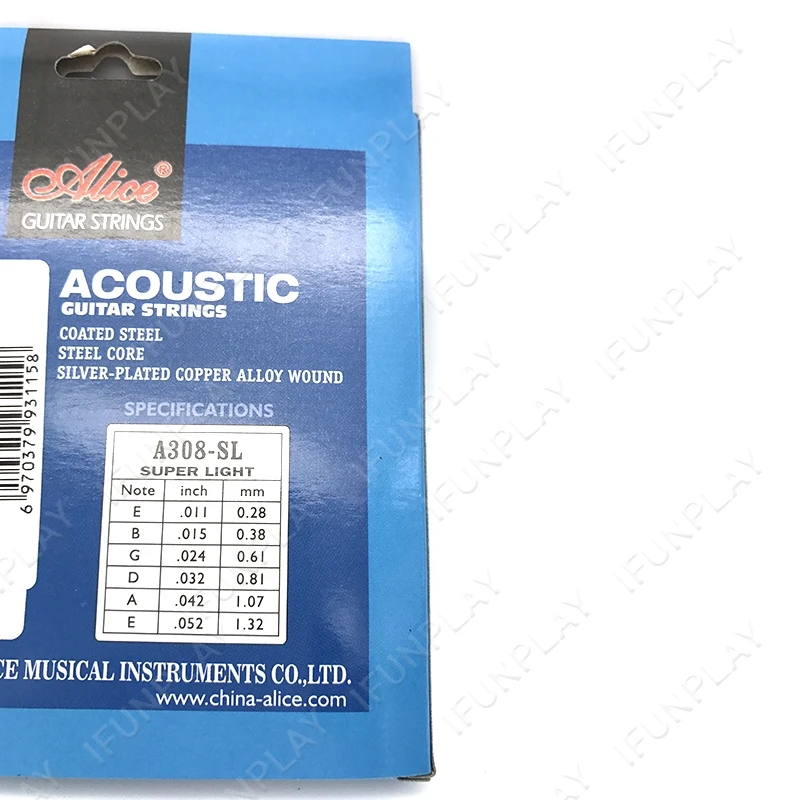 Alice®
GUITAR STRINGS
ACOUSTIC
GUITAR STRINGS
COATED STEEL
STEEL CORE
SILVER-PLATED COPPER ALLOY WOUND
SPECIFICATIONS
A308-SL
SUPER LIGHT
Note inch mm
E .011 0.28
B .015 0.38
G .024 0.61
D .032 0.81
A .042 1.07
E .052 1.32
CE MUSICAL INSTRUMENTS CO.,LTD.
www.china-alice.com
6 970379 931158
IFUNPLAY